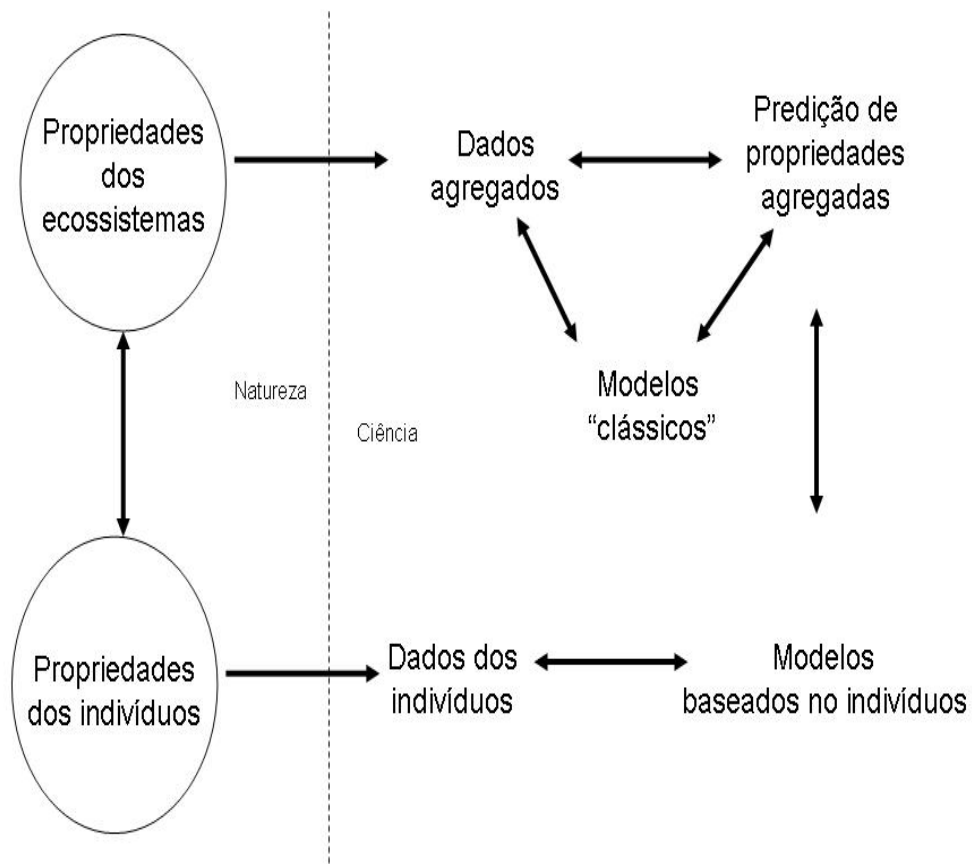 Propriedades
dos
ecossistemas
Dados
agregados
Predição de
propriedades
agregadas
Natureza
Ciência
Modelos
“clássicos”
Propriedades
dos indivíduos
Dados dos
indivíduos
Modelos
baseados no indivíduos